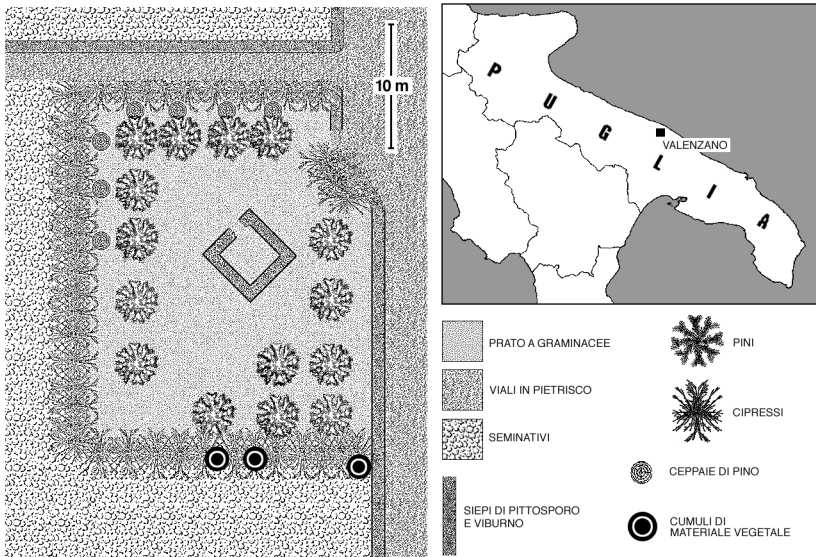 10 m
PUGLIA
VALENZANO
PRATO A GRAMINACEE
VIALI IN PIETRISCO
SEMINATIVI
SIEPI DI PITTOSPORO
E VIBURNO
PINI
CIPRESSI
CEPPAIE DI PINO
CUMULI DI
MATERIALE VEGETALE